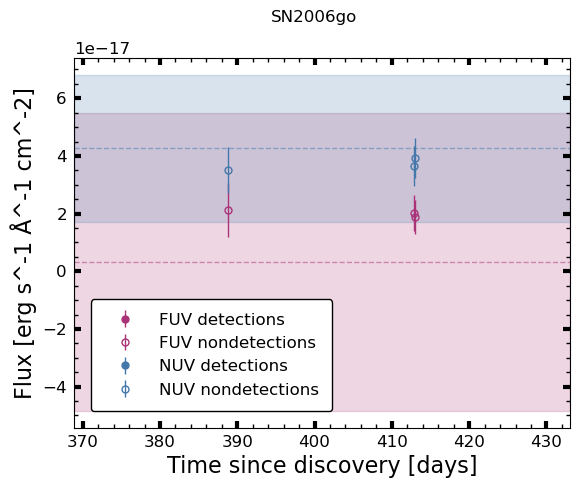 SN2006go
1e−17
Flux [erg s^-1 Å^-1 cm^-2]
6
4
2
0
−2
−4
FUV detections
FUV nondetections
NUV detections
NUV nondetections
370 380 390 400 410 420 430
Time since discovery [days]